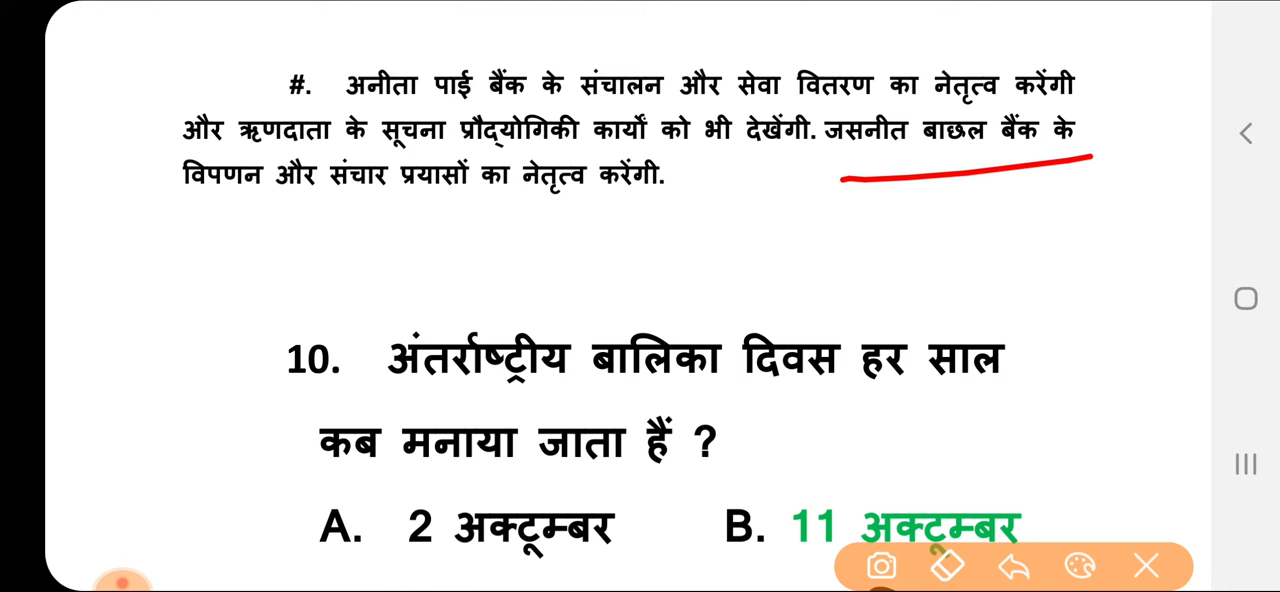 #. अनीता पाई बैंक के संचालन और सेवा वितरण का नेतृत्व करेंगी
और ऋणदाता के सूचना प्रौद्योगिकी कार्यों को भी देखेंगी. जसनीत बाछल बैंक के
विपणन और संचार प्रयासों का नेतृत्व करेंगी.
10. अंतर्राष्ट्रीय बालिका दिवस हर साल
कब मनाया जाता हैं ?
A. 2 अक्टूम्बर B. 11 अक्टूम्बर